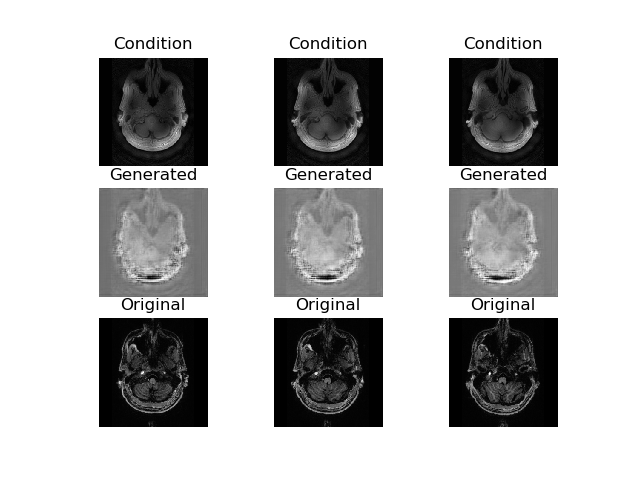 Condition Condition Condition
Generated Generated Generated
Original Original Original